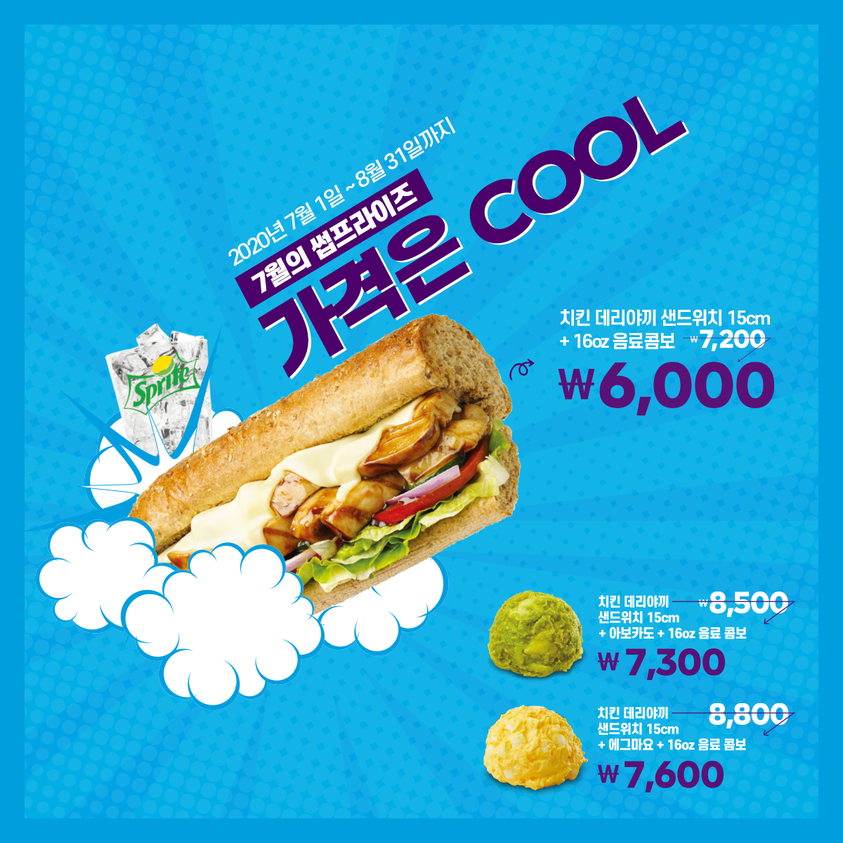 2020년 7월 1일 ~ 8월 31일까지
7월의 썹프라이즈
가격은 COOL
Sprite
치킨 데리야끼 샌드위치 15cm
+ 16oz 음료콤보 ₩7,200
₩6,000
치킨 데리야끼 ₩8,500
샌드위치 15cm
+ 아보카도 + 16oz 음료 콤보
₩7,300
치킨 데리야끼 8,800
샌드위치 15cm
+ 에그마요 + 16oz 음료 콤보
₩7,600